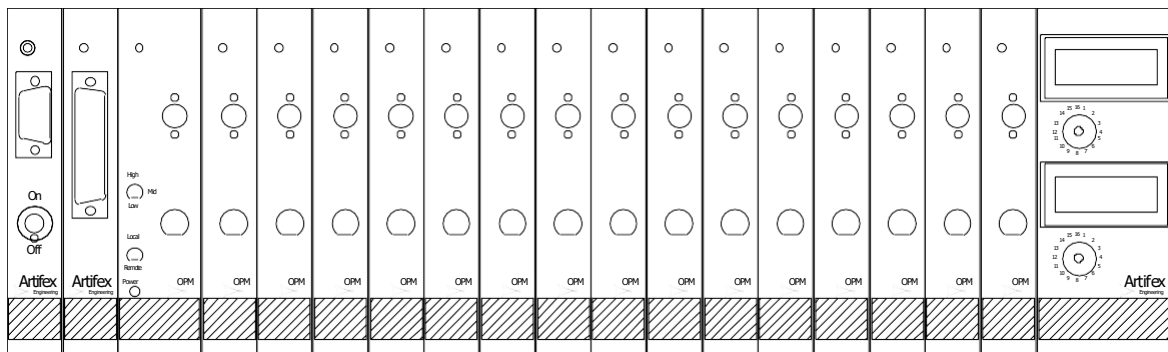 On
Off
Artifex
Engineering
Artifex
Engineering
High
Mid
Low
Local
Remote
Power
OPM OPM OPM OPM OPM OPM OPM OPM OPM OPM OPM OPM OPM OPM OPM OPM
15 16 1
14 2
13 3
12 4
11 5
10 6
9 8 7
15 16 1
14 2
13 3
12 4
11 5
10 6
9 8 7
Artifex
Engineering